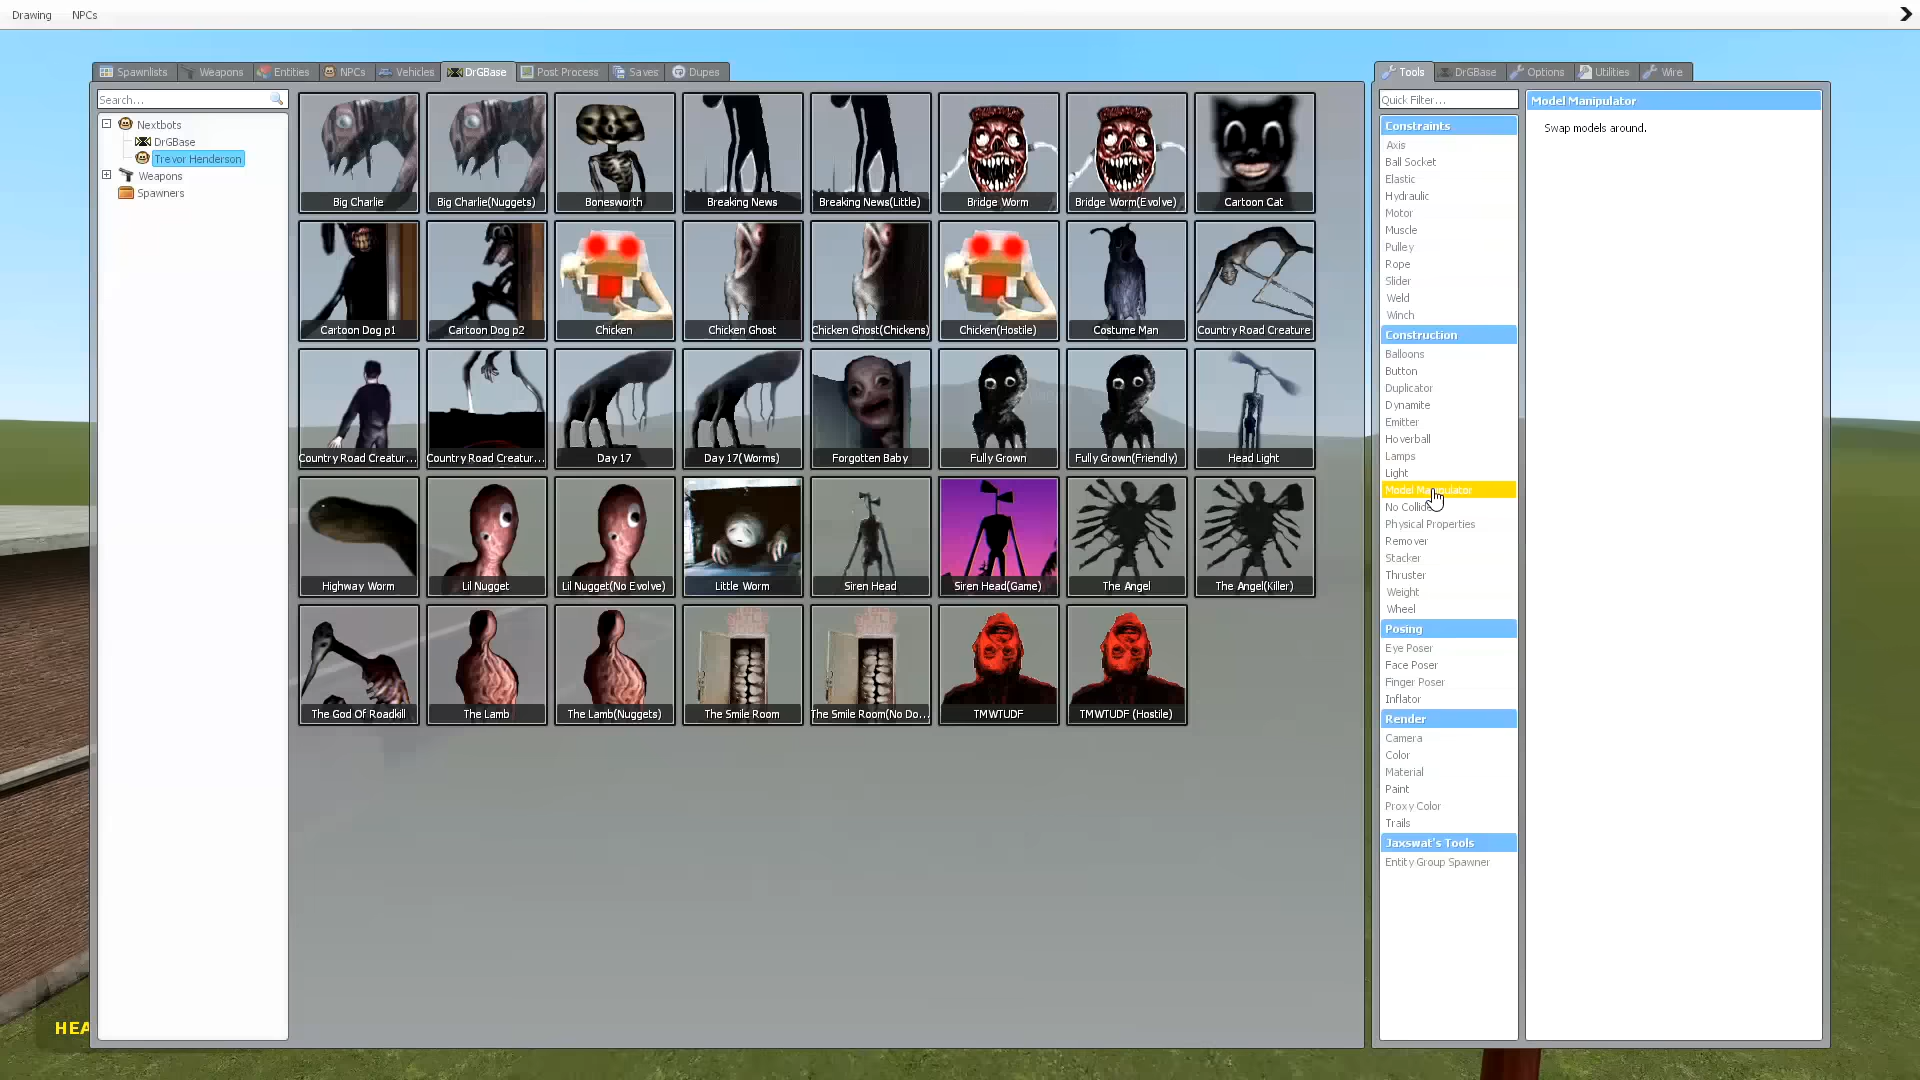 Drawing NPCs
Spawnlists Weapons Entities NPCs Vehicles DrGBase Post Process Saves Dupes
Search...
Nextbots
DrGBase
Trevor Henderson
Weapons
Spawners
Big Charlie Big Charlie(Nuggets) Bonesworth Breaking News Breaking News(Little) Bridge Worm Bridge Worm(Evolve) Cartoon Cat
Cartoon Dog p1 Cartoon Dog p2 Chicken Chicken Ghost Chicken Ghost(Chickens) Chicken(Hostile) Costume Man Country Road Creature
Country Road Creatur... Country Road Creatur... Day 17 Day 17(Worms) Forgotten Baby Fully Grown Fully Grown(Friendly) Head Light
Highway Worm Lil Nugget Lil Nugget(No Evolve) Little Worm Siren Head Siren Head(Game) The Angel The Angel(Killer)
The God Of Roadkill The Lamb The Lamb(Nuggets) The Smile Room The Smile Room(No Do... TMWTUDF TMWTUDF (Hostile)
HEA
Tools DrGBase Options Utilities Wire
Quick Filter...
Constraints
Axis
Ball Socket
Elastic
Hydraulic
Motor
Muscle
Pulley
Rope
Slider
Weld
Winch
Construction
Balloons
Button
Duplicator
Dynamite
Emitter
Hoverball
Lamps
Light
Model Manipulator
No Collide
Physical Properties
Remover
Stacker
Thruster
Weight
Wheel
Posing
Eye Poser
Face Poser
Finger Poser
Inflator
Render
Camera
Color
Material
Paint
Proxy Color
Trails
Jaxswat's Tools
Entity Group Spawner
Model Manipulator
Swap models around.